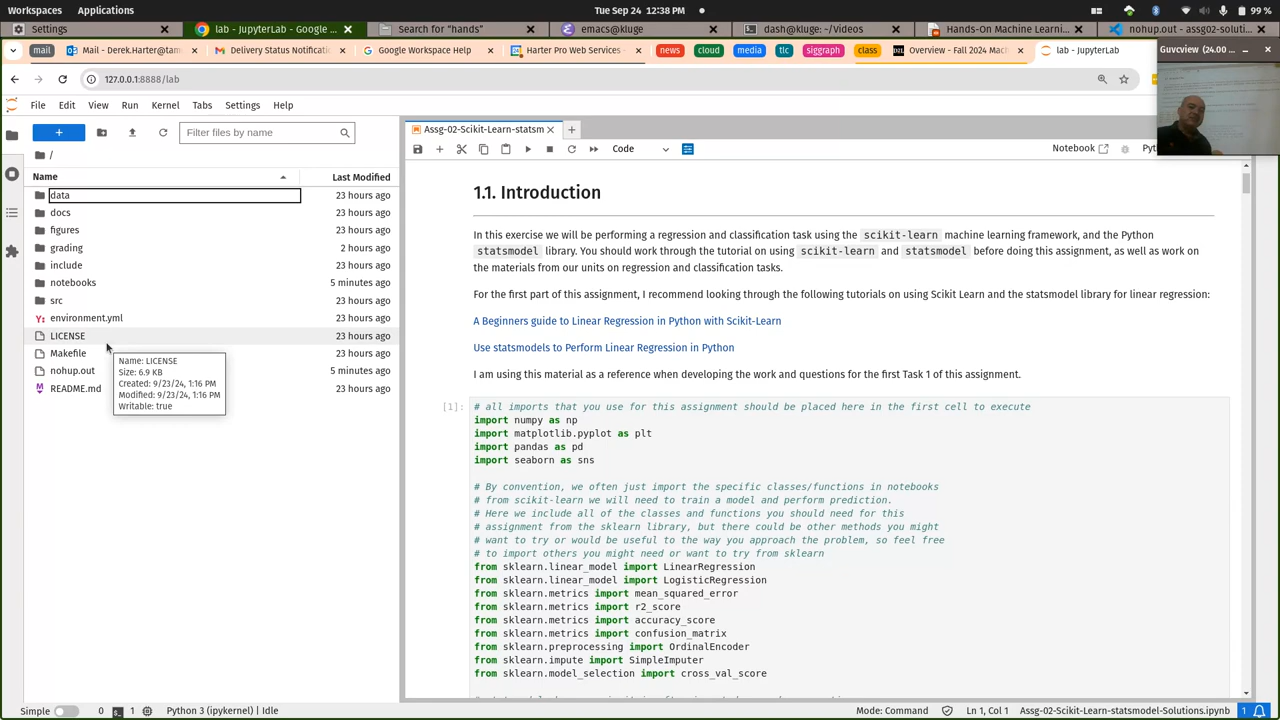 Workspaces Applications Tue Sep 24 12:38 PM 99 %
Settings
lab - JupyterLab - Google ...
Search for "hands"
emacs@kluge
dash@kluge: ~/Videos
Hands-On Machine Learni...
nohup.out - assg02-soluti...
mail
Mail - Derek.Harter@tam
Delivery Status Notificati
Google Workspace Help
Harter Pro Web Services -
news
cloud
media
tlc
siggraph
class
Overview - Fall 2024 Mac
lab - JupyterLab
Guvcview (24.00 ...
127.0.0.1:8888/lab
File Edit View Run Kernel Tabs Settings Help
Filter files by name
/
Name Last Modified
data 23 hours ago
docs 23 hours ago
figures 23 hours ago
grading 2 hours ago
include 23 hours ago
notebooks 5 minutes ago
src 23 hours ago
environment.yml 23 hours ago
LICENSE 23 hours ago
Makefile 23 hours ago
nohup.out 5 minutes ago
README.md 23 hours ago
Name: LICENSE
Size: 6.9 KB
Created: 9/23/24, 1:16 PM
Modified: 9/23/24, 1:16 PM
Writable: true
Assg-02-Scikit-Learn-statsm
Code
Notebook
1.1. Introduction
In this exercise we will be performing a regression and classification task using the scikit-learn machine learning framework, and the Python
statsmodel library. You should work through the tutorial on using scikit-learn and statsmodel before doing this assignment, as well as work on
the materials from our units on regression and classification tasks.
For the first part of this assignment, I recommend looking through the following tutorials on using Scikit Learn and the statsmodel library for linear regression:
A Beginners guide to Linear Regression in Python with Scikit-Learn
Use statsmodels to Perform Linear Regression in Python
I am using this material as a reference when developing the work and questions for the first Task 1 of this assignment.
[1]:
# all imports that you use for this assignment should be placed here in the first cell to execute
import numpy as np
import matplotlib.pyplot as plt
import pandas as pd
import seaborn as sns
# By convention, we often just import the specific classes/functions in notebooks
# from scikit-learn we will need to train a model and perform prediction.
# Here we include all of the classes and functions you should need for this
# assignment from the sklearn library, but there could be other methods you might
# want to try or would be useful to the way you approach the problem, so feel free
# to import others you might need or want to try from sklearn
from sklearn.linear_model import LinearRegression
from sklearn.linear_model import LogisticRegression
from sklearn.metrics import mean_squared_error
from sklearn.metrics import r2_score
from sklearn.metrics import accuracy_score
from sklearn.metrics import confusion_matrix
from sklearn.preprocessing import OrdinalEncoder
from sklearn.impute import SimpleImputer
from sklearn.model_selection import cross_val_score
Simple 0 1 Python 3 (ipykernel) | Idle
Mode: Command Ln 1, Col 1 Assg-02-Scikit-Learn-statsmodel-Solutions.ipynb 1